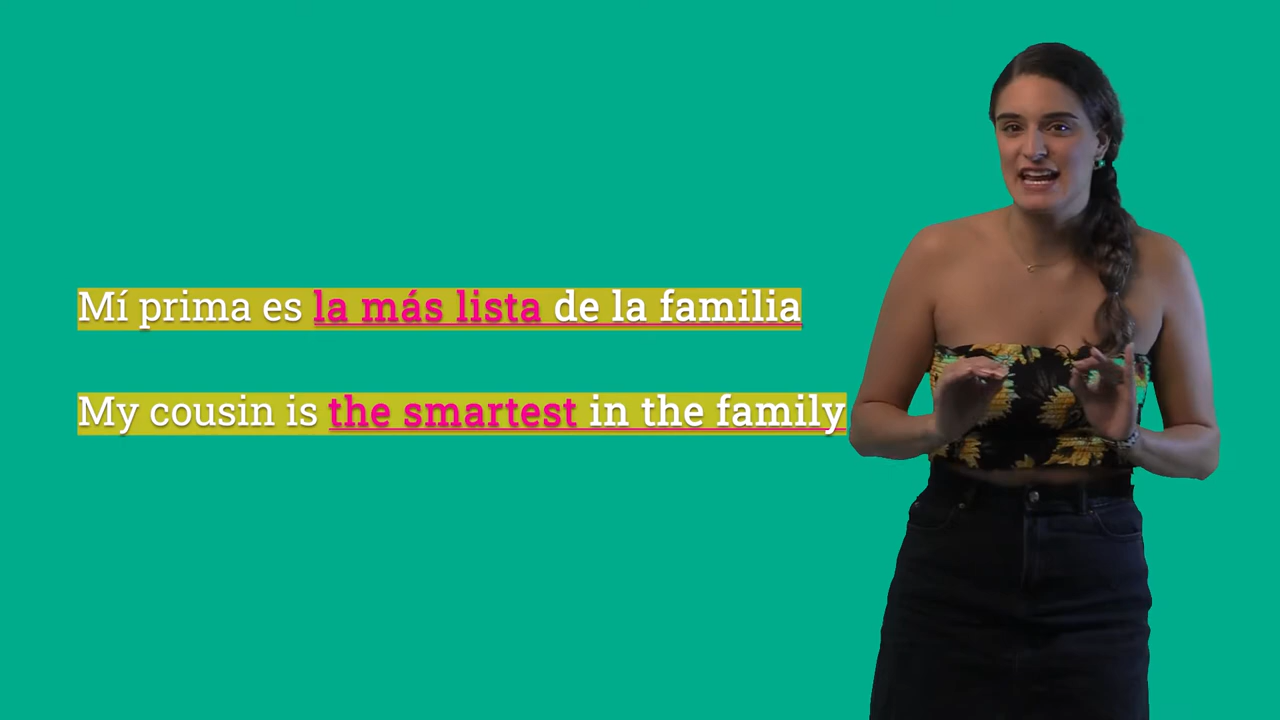 Mí prima es la más lista de la familia
My cousin is the smartest in the family